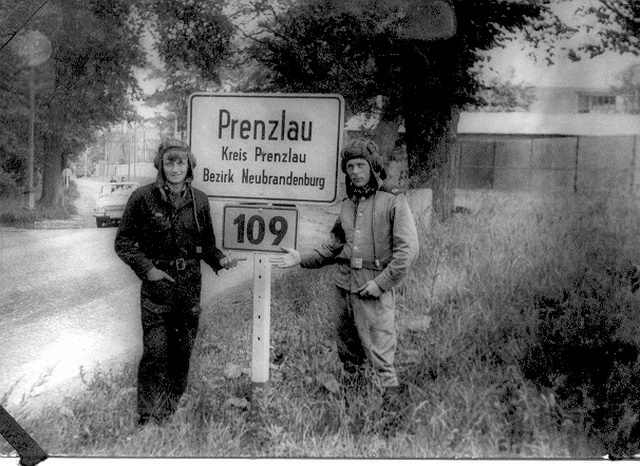 Prenzlau
Kreis Prenzlau
Bezirk Neubrandenburg
109